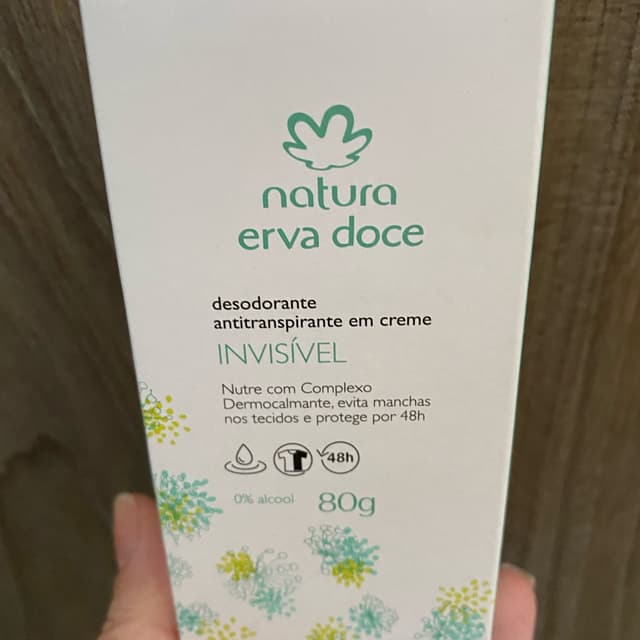 natura
erva doce
desodorante
antitranspirante em creme
INVISÍVEL
Nutre com Complexo
Dermocalmante, evita manchas
nos tecidos e protege por 48h
48h
0% alcool 80g